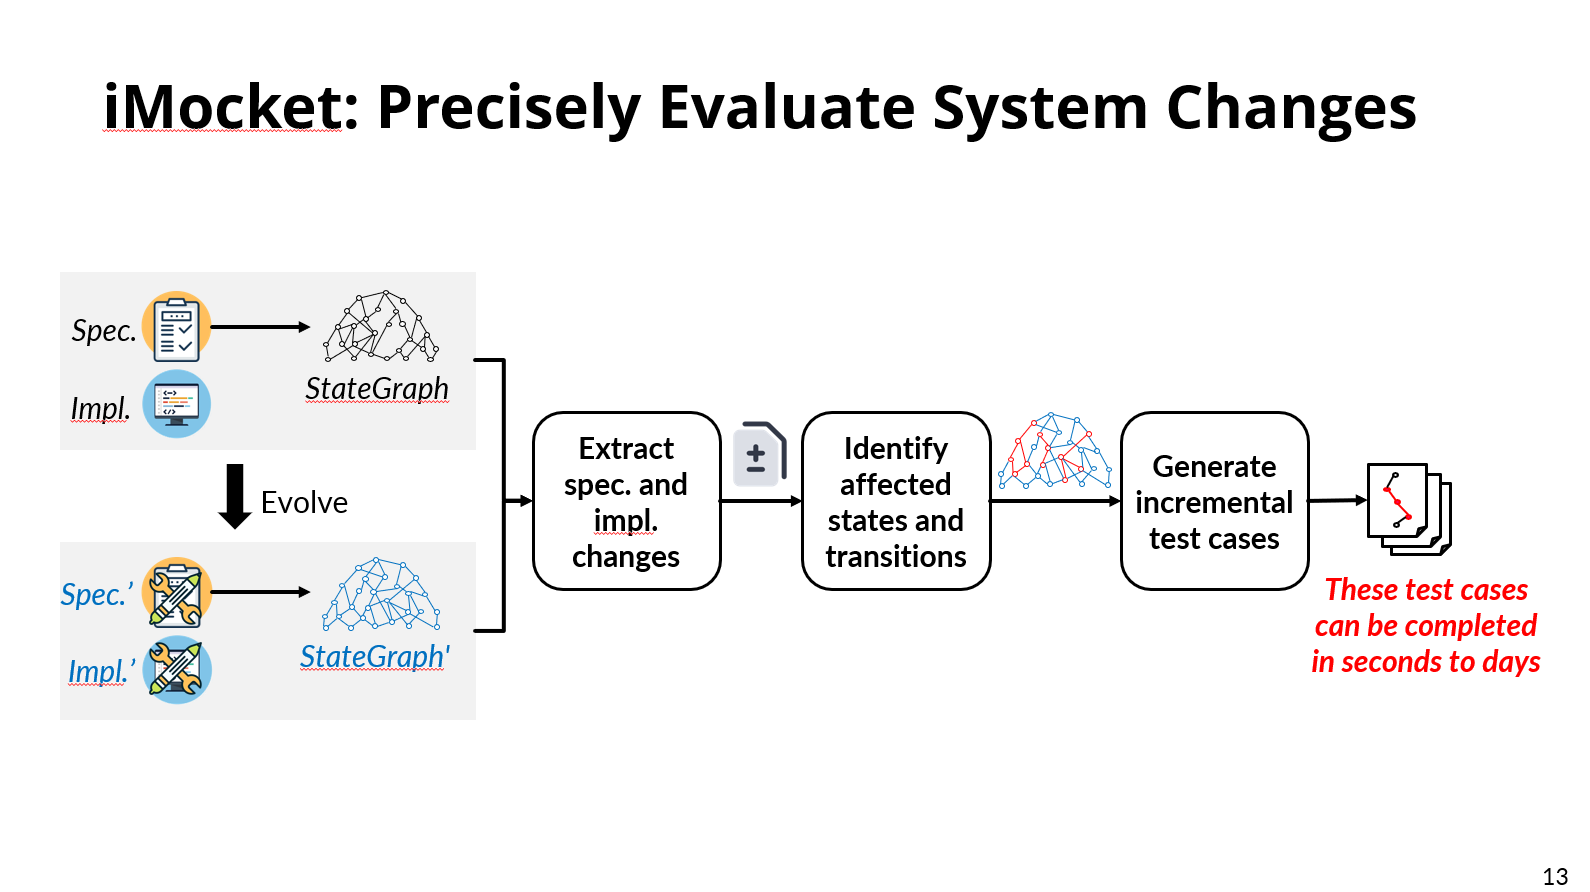 iMocket: Precisely Evaluate System Changes
Spec.
StateGraph
Impl.
Evolve
Spec.’
StateGraph'
Impl.’
Extract
spec. and
impl.
changes
Identify
affected
states and
transitions
Generate
incremental
test cases
These test cases
can be completed
in seconds to days
13